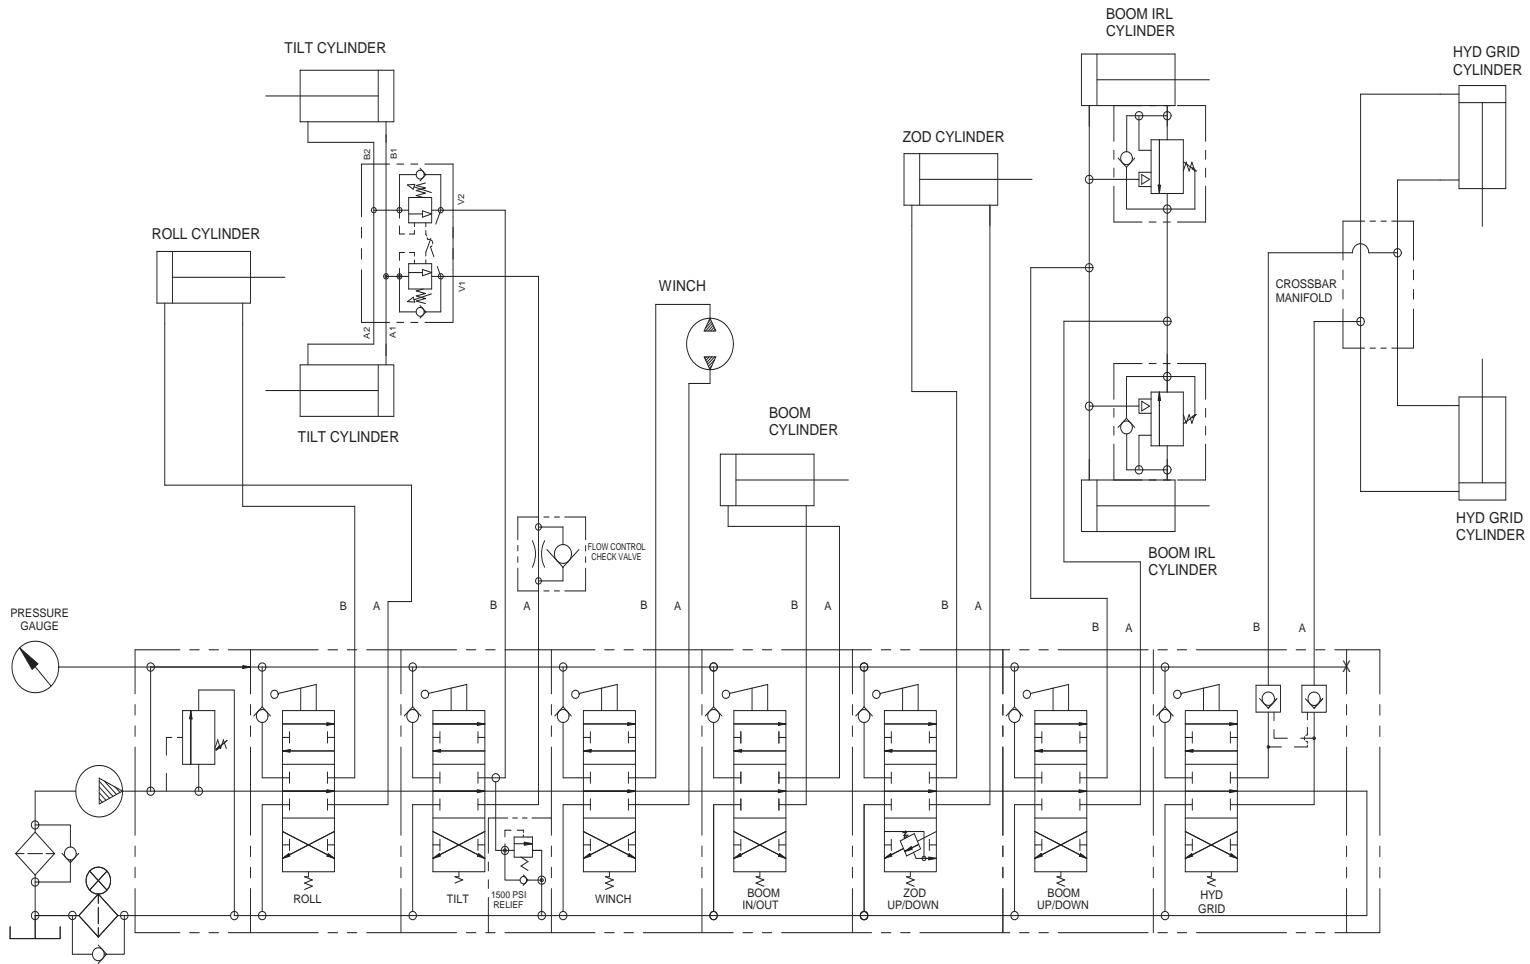 BOOM IRL
CYLINDER
TILT CYLINDER
HYD GRID
CYLINDER
ZOD CYLINDER
B2
B1
V2
ROLL CYLINDER
WINCH
CROSSBAR
MANIFOLD
V1
A2
A1
BOOM
CYLINDER
TILT CYLINDER
HYD GRID
CYLINDER
FLOW CONTROL
CHECK VALVE
BOOM IRL
CYLINDER
PRESSURE
GAUGE
B
A
B
A
B
A
B
A
B
A
B
A
B
A
ROLL
TILT
1500 PSI
RELIEF
WINCH
BOOM
IN/OUT
ZOD
UP/DOWN
BOOM
UP/DOWN
HYD
GRID